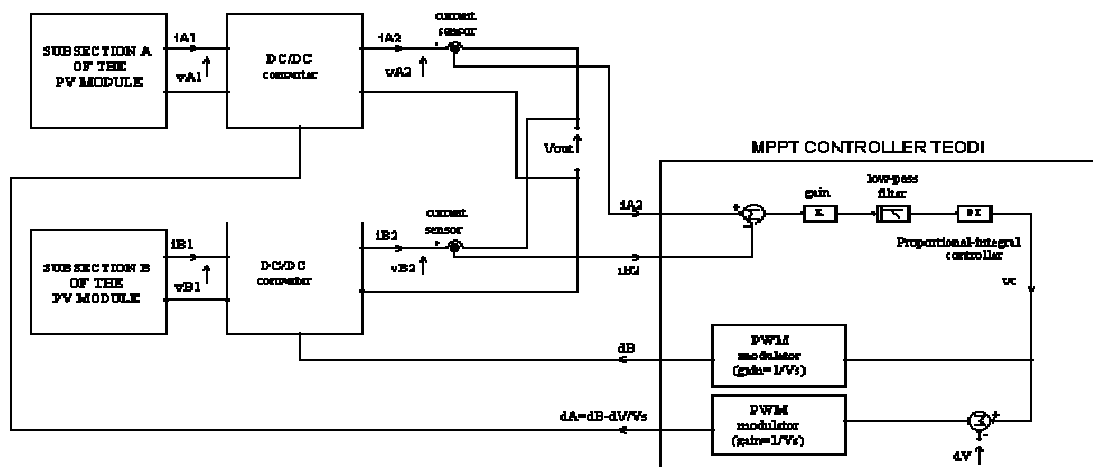 SUBSECTION A
OF THE
PV MODULE
iA1
vA1
DC/DC
converter
iA2
vA2
current
sensor
Vout
SUBSECTION B
OF THE
PV MODULE
iB1
vB1
DC/DC
converter
iB2
vB2
current
sensor
MPPT CONTROLLER TEODI
iA2
iB2
+
-
gain
K
low-pass
filter
PI
Proportional-integral
controller
vc
dB
PWM
modulator
(gain=1/Vs)
dA=dB-dV/Vs
PWM
modulator
(gain=1/Vs)
+
-
dV